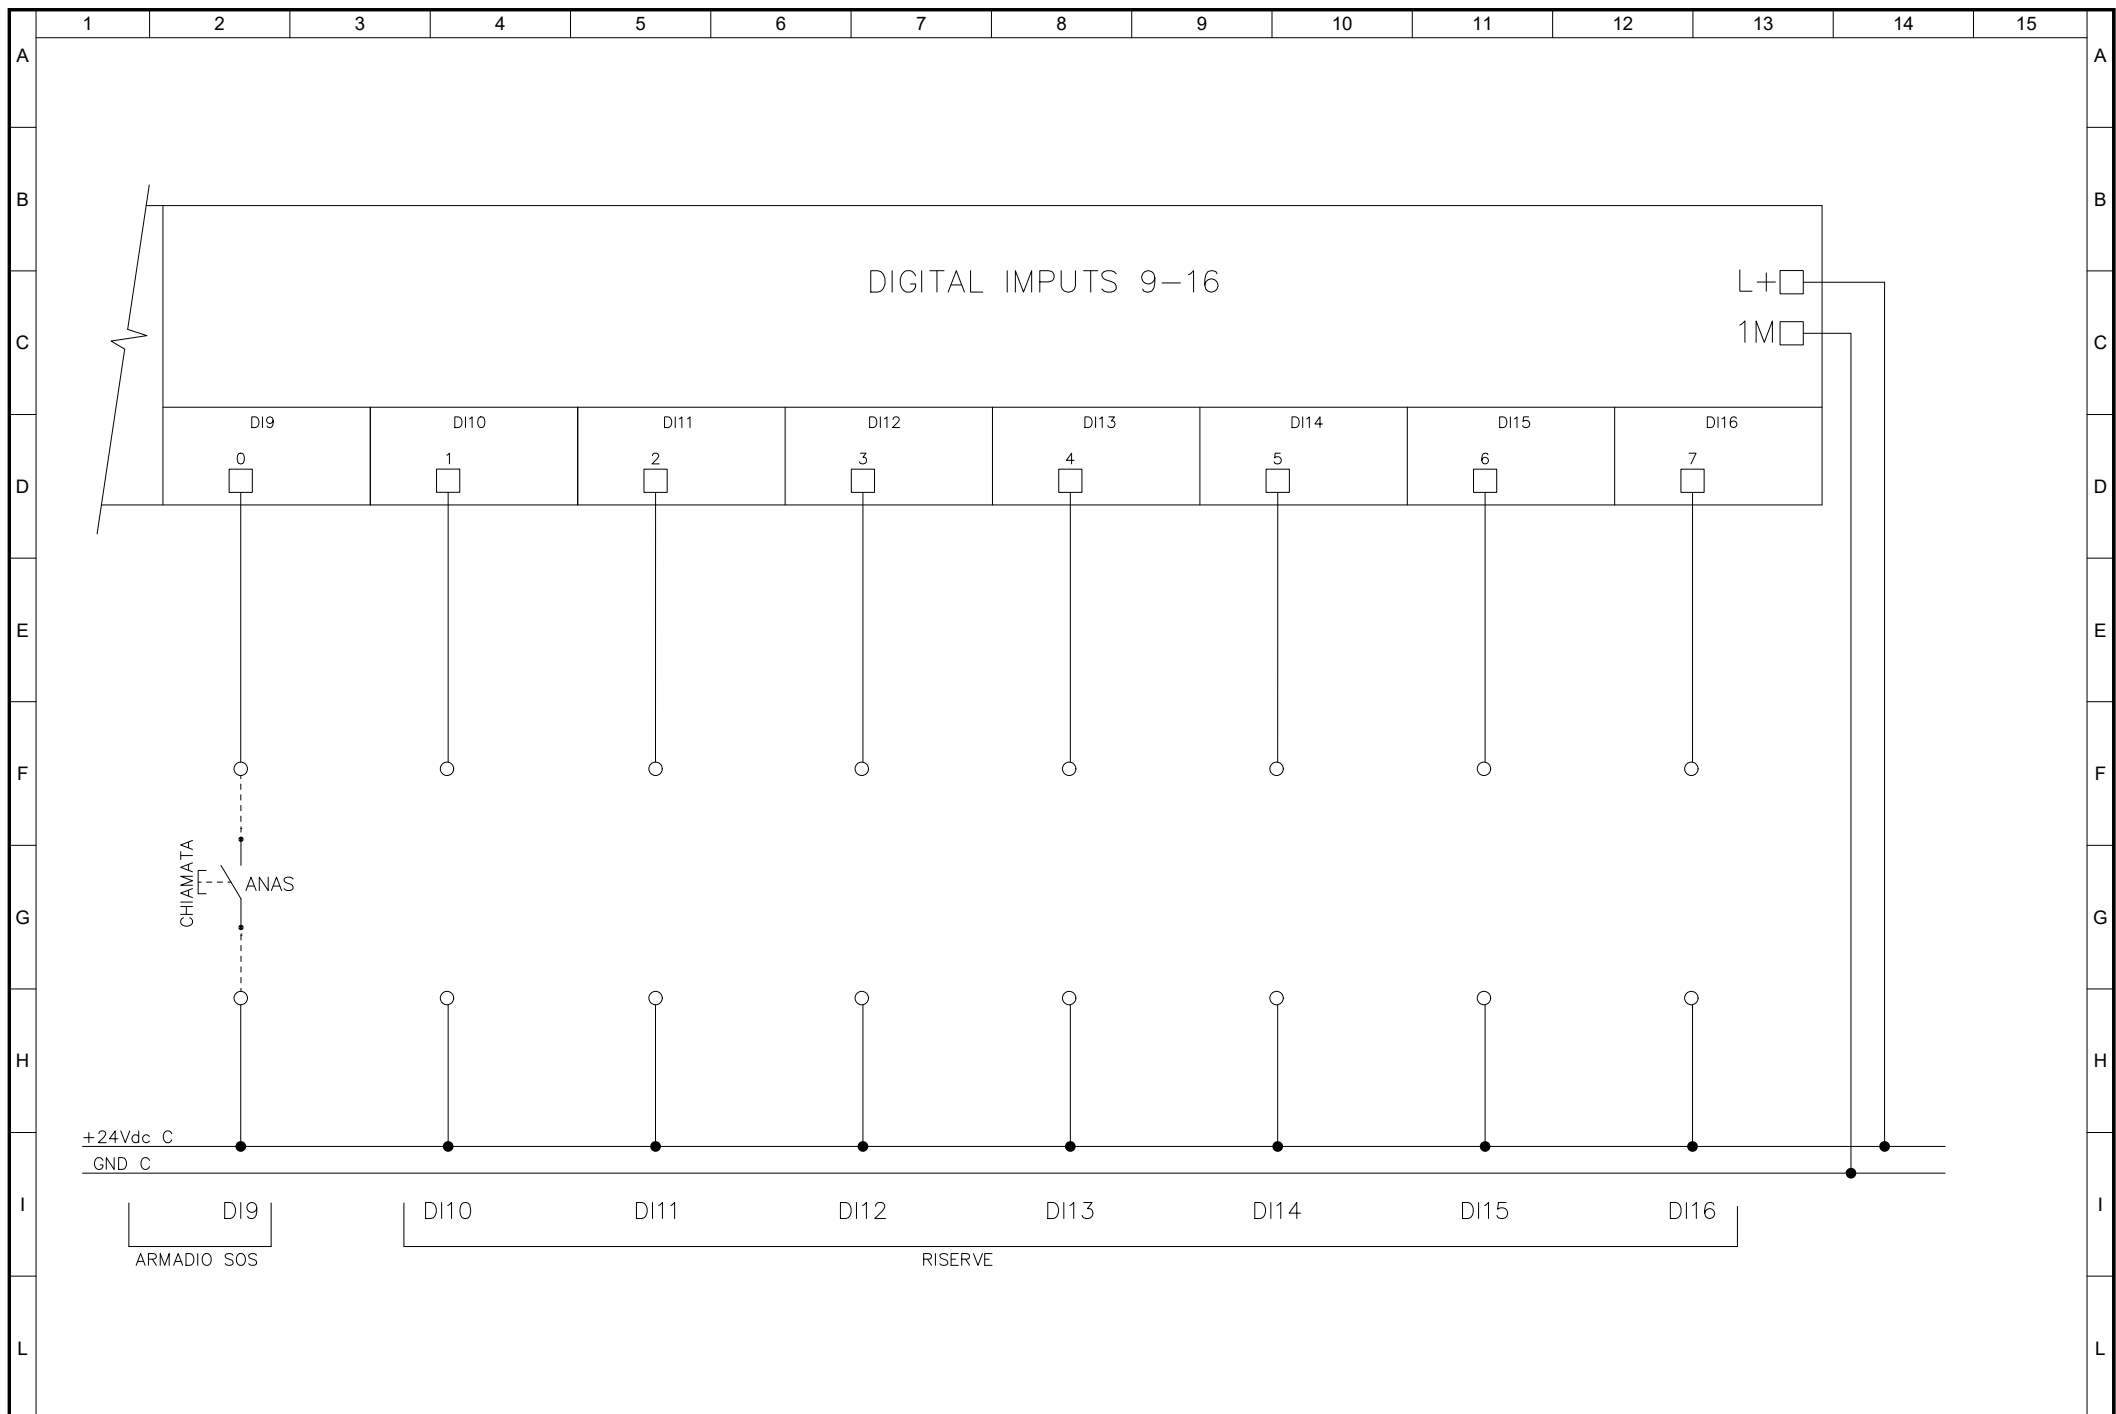 1 2 3 4 5 6 7 8 9 10 11 12 13 14 15
A A
B B
DIGITAL IMPUTS 9-16 L+
1M
C C
DI9 DI10 DI11 DI12 DI13 DI14 DI15 DI16
0 1 2 3 4 5 6 7
D D
E E
F F
CHIAMATA ANAS
G G
H H
+24Vdc C
GND C
I I
DI9 DI10 DI11 DI12 DI13 DI14 DI15 DI16
ARMADIO SOS RISERVE
L L